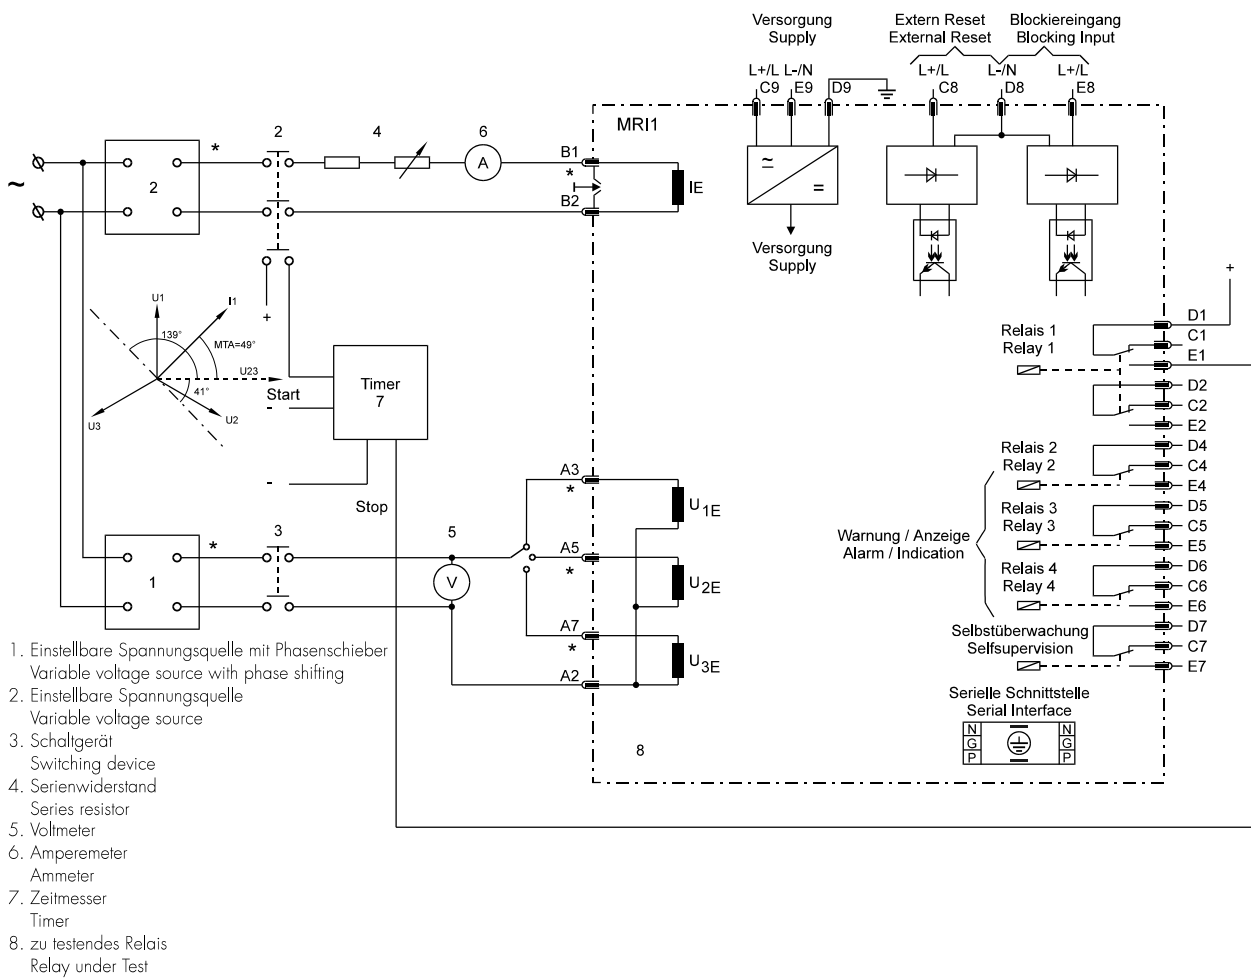 Versorgung
Supply
Extern Reset
External Reset
Blockiereingang
Blocking Input
L+/L L-/N
C9 E9 D9
L+/L
C8
L-/N
D8
L+/L
E8
MRI1
2
4
6
*
A
B1
*
B2
IE
~
2
≃
=
Versorgung
Supply
+
U1
I1
139°
MTA=49°
U23
41°
U2
U3
+
Start
-
-
Timer
7
Stop
Relais 1
Relay 1
D1
C1
E1
D2
C2
E2
Relais 2
Relay 2
D4
C4
E4
Relais 3
Relay 3
D5
C5
E5
Relais 4
Relay 4
D6
C6
E6
Warnung / Anzeige
Alarm / Indication
Selbstüberwachung
Selfsupervision
D7
C7
E7
A3
*
U1E
A5
*
U2E
A7
*
U3E
A2
*
3
5
V
1
8
Serielle Schnittstelle
Serial Interface
N
G
P
N
G
P
1. Einstellbare Spannungsquelle mit Phasenschieber
Variable voltage source with phase shifting
2. Einstellbare Spannungsquelle
Variable voltage source
3. Schaltgerät
Switching device
4. Serienwiderstand
Series resistor
5. Voltmeter
6. Amperemeter
Ammeter
7. Zeitmesser
Timer
8. zu testendes Relais
Relay under Test